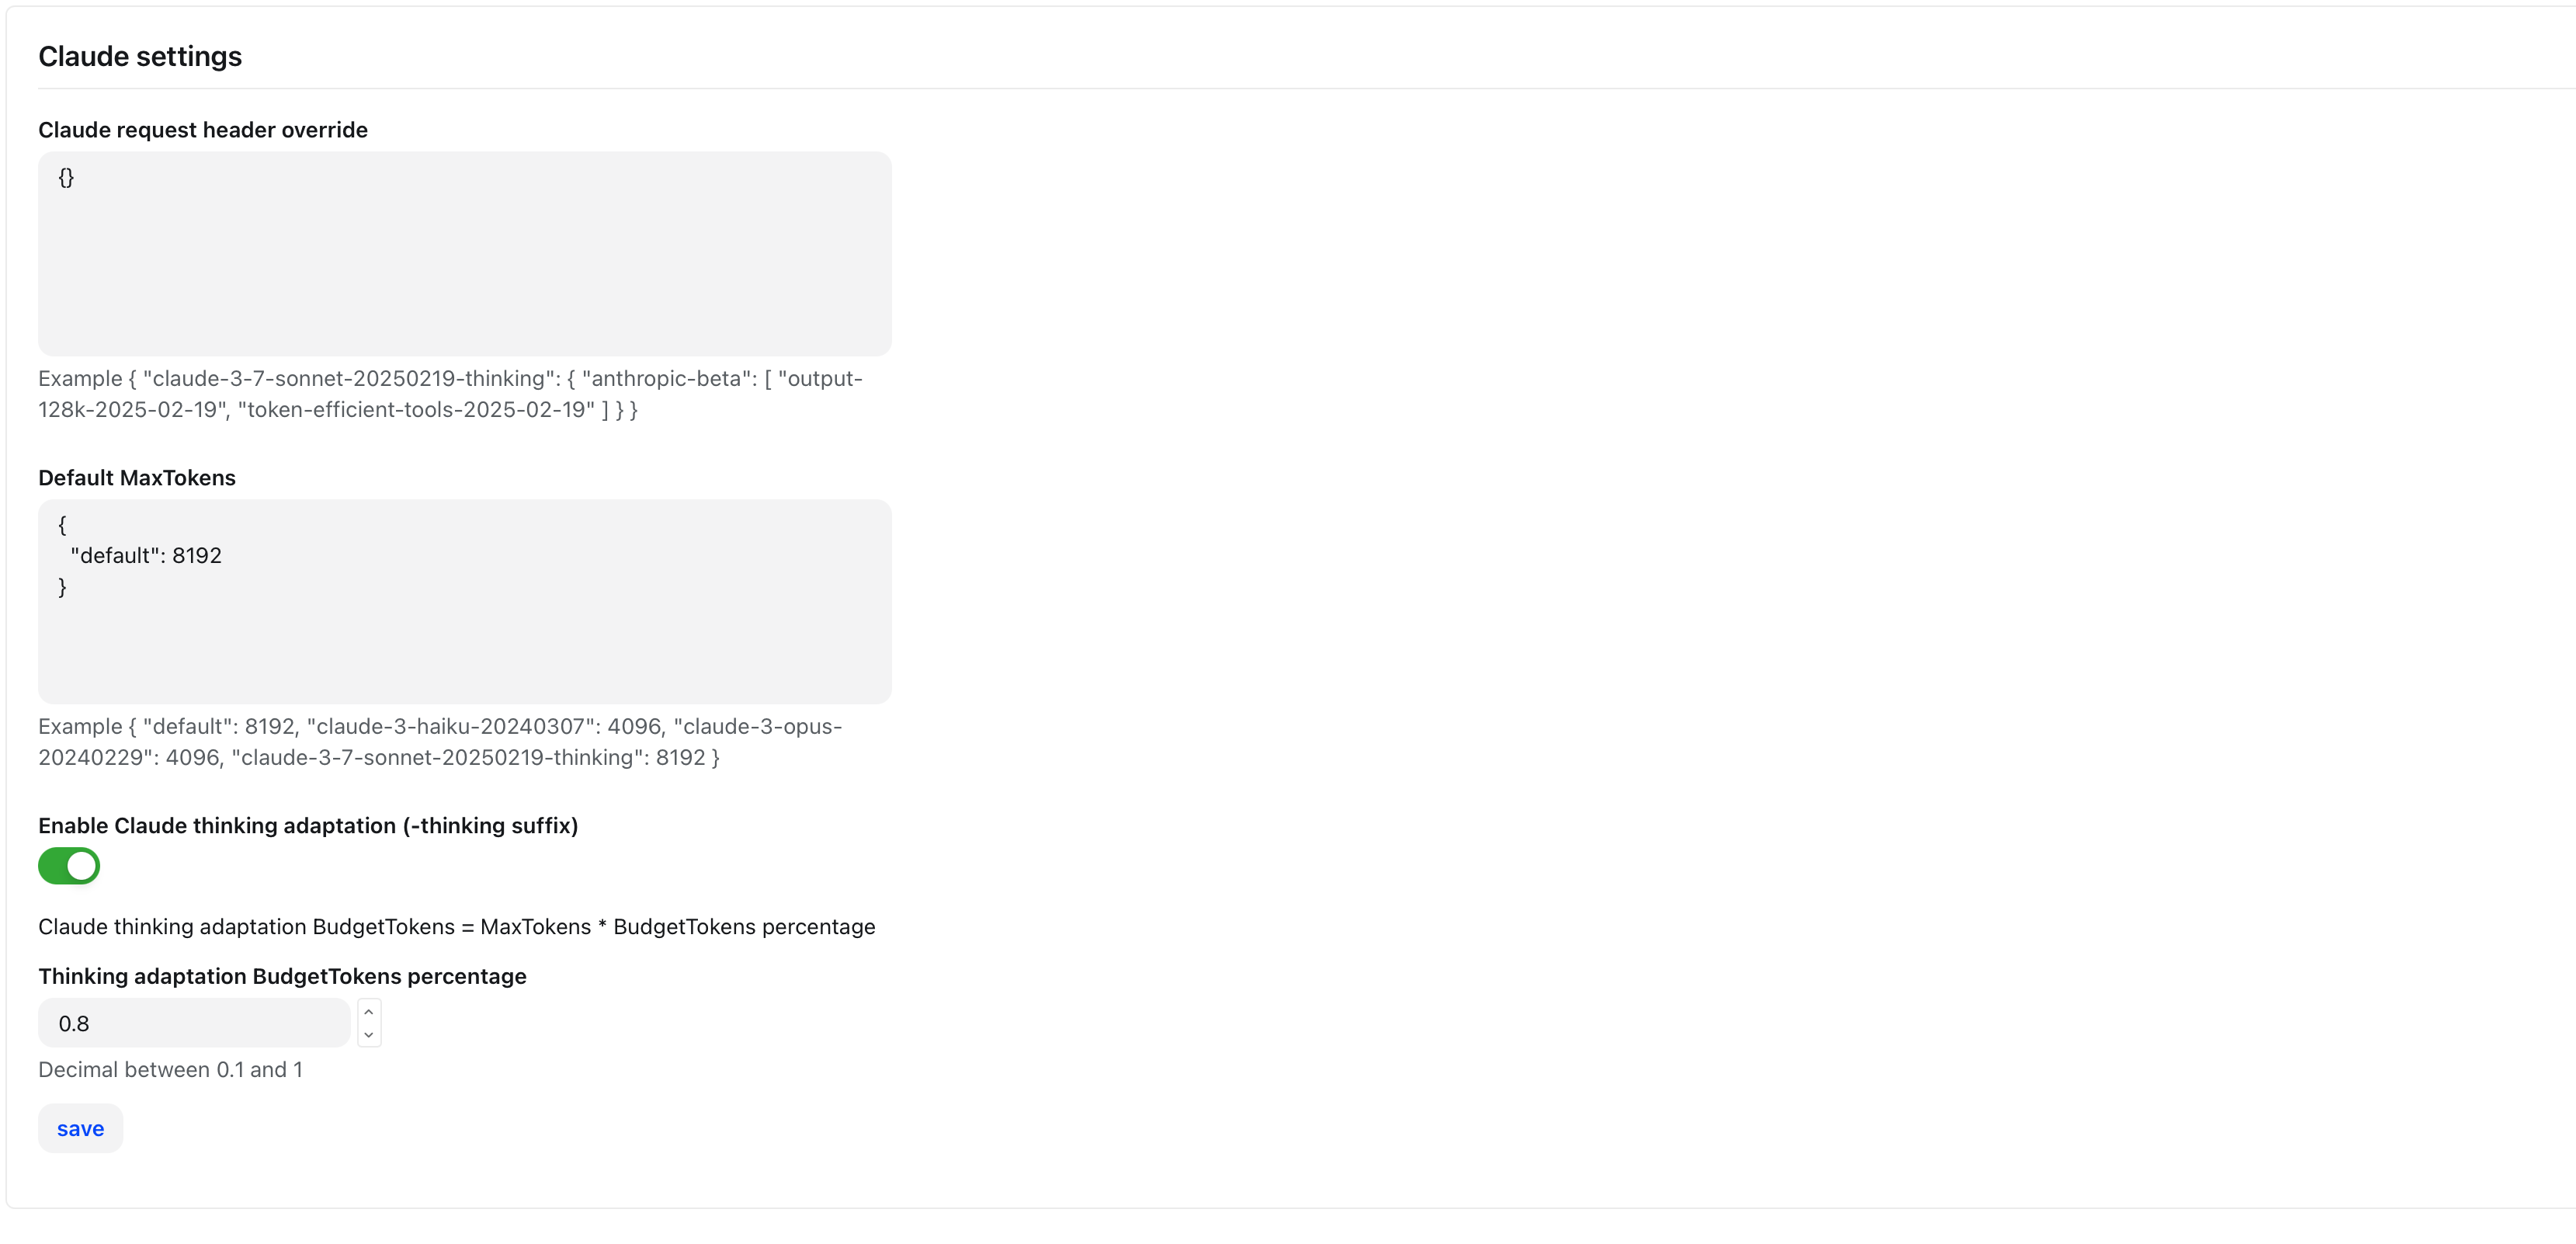 Claude settings
Claude request header override
{}
Example { "claude-3-7-sonnet-20250219-thinking": { "anthropic-beta": [ "output-
128k-2025-02-19", "token-efficient-tools-2025-02-19" ] } }
Default MaxTokens
{
  "default": 8192
}
Example { "default": 8192, "claude-3-haiku-20240307": 4096, "claude-3-opus-
20240229": 4096, "claude-3-7-sonnet-20250219-thinking": 8192 }
Enable Claude thinking adaptation (-thinking suffix)
Claude thinking adaptation BudgetTokens = MaxTokens * BudgetTokens percentage
Thinking adaptation BudgetTokens percentage
0.8
Decimal between 0.1 and 1
save